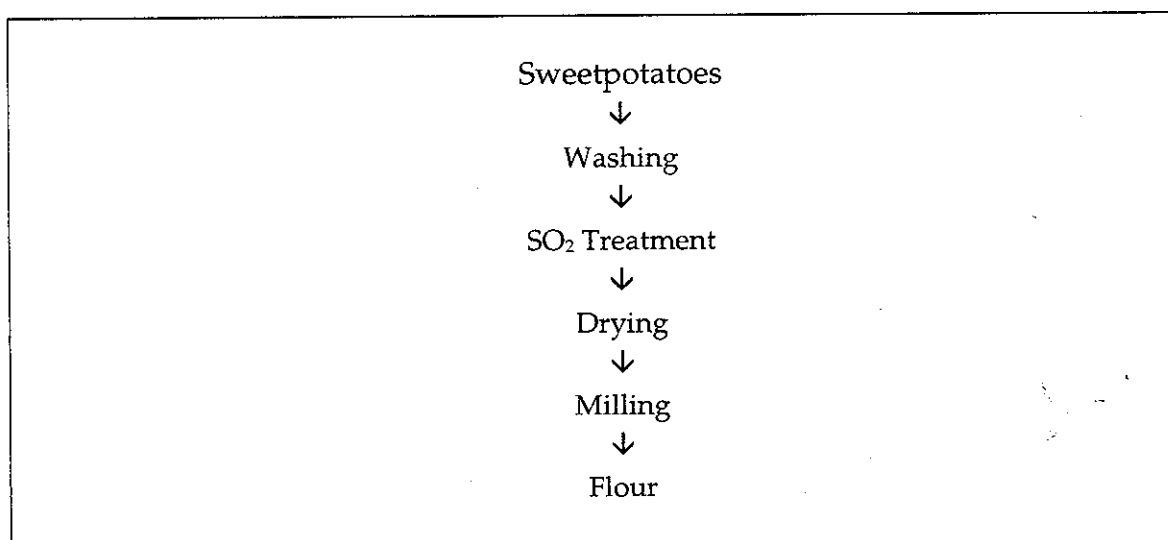 Sweetpotatoes
↓
Washing
↓
SO₂ Treatment
↓
Drying
↓
Milling
↓
Flour